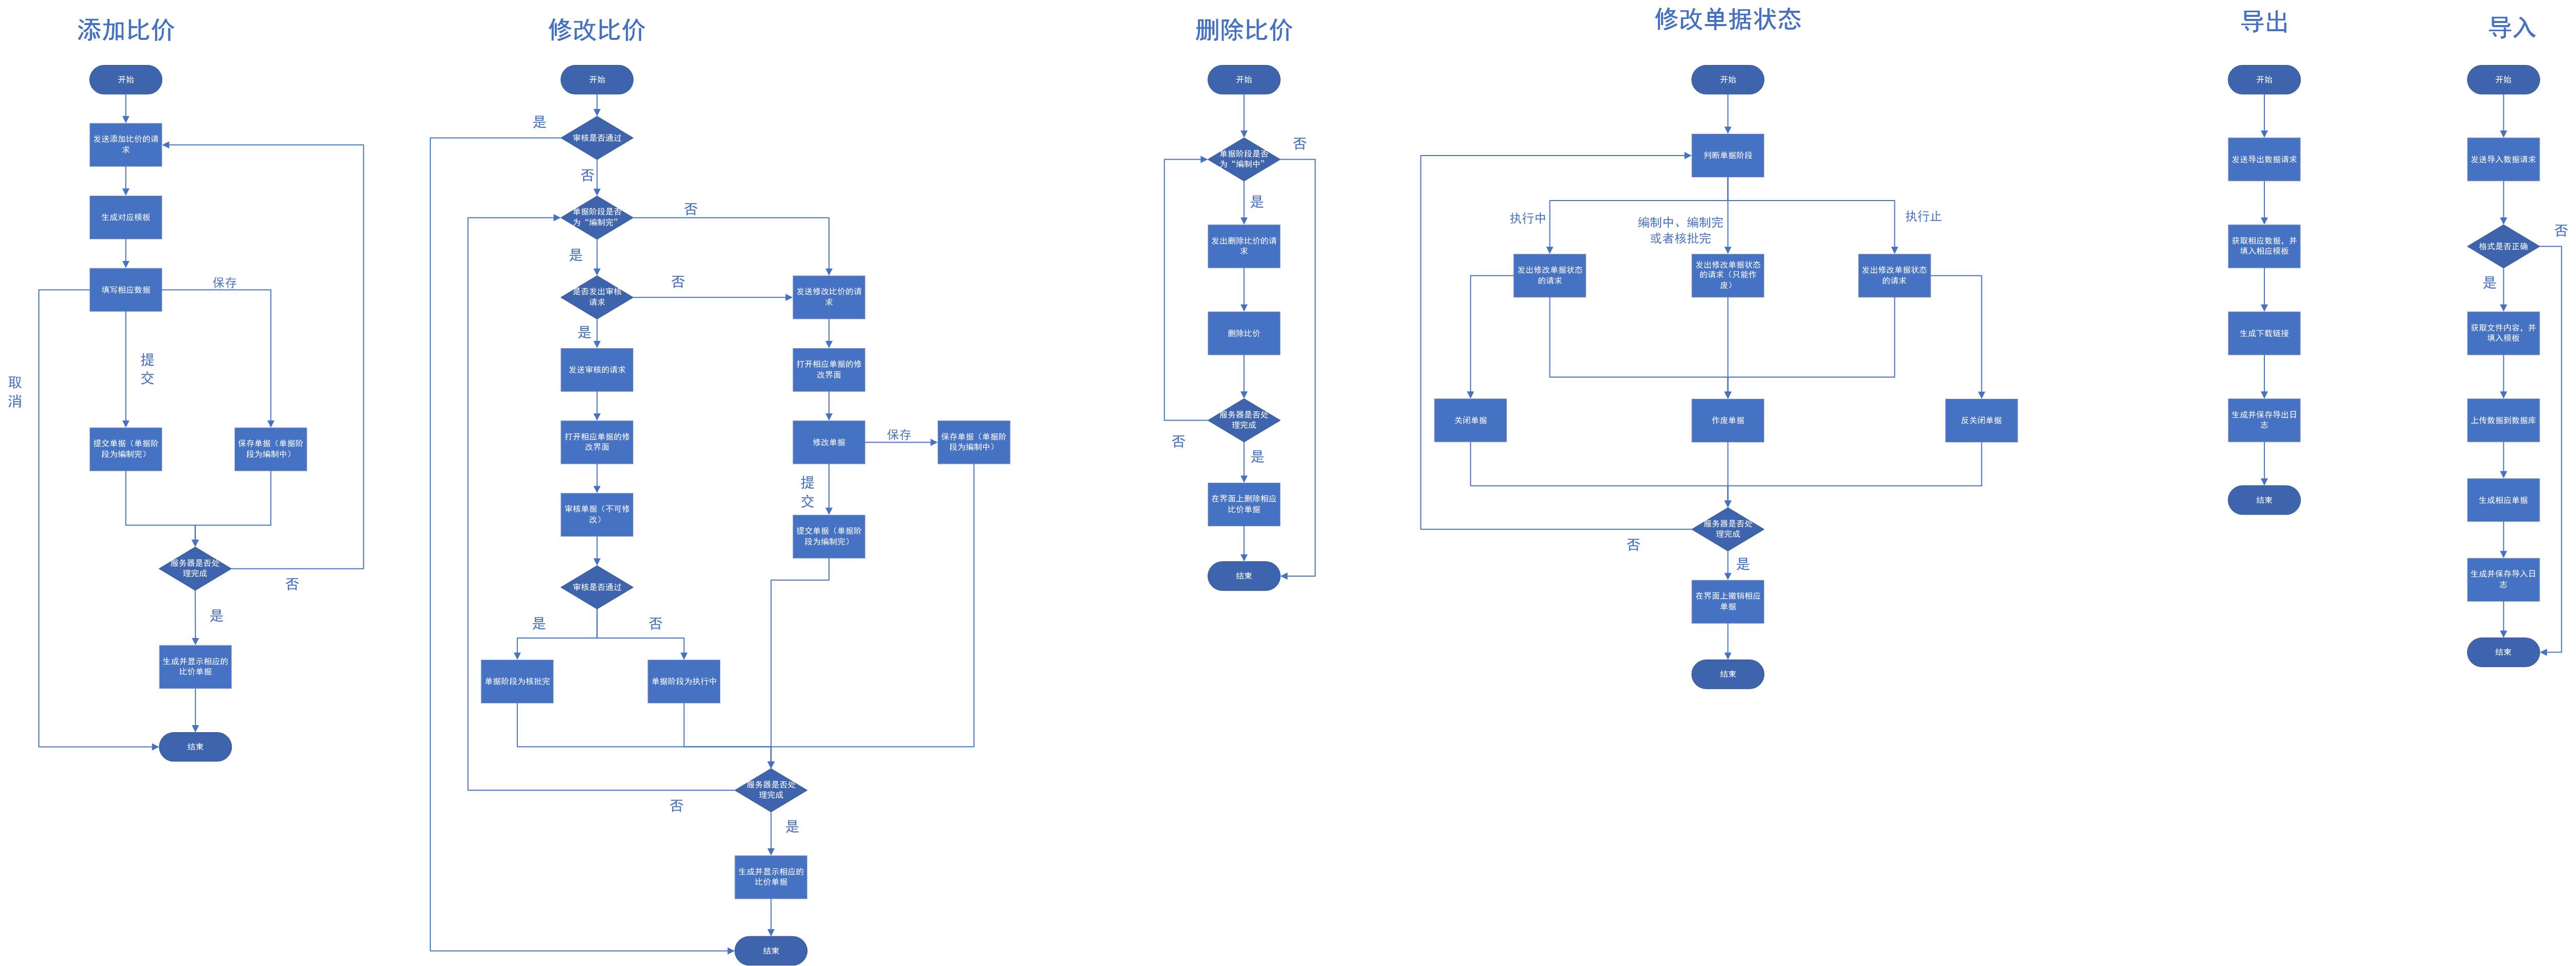 添加比价
开始
发送添加比价的请
求
生成对应模板
填写相应数据
保存
提
交
取
消
提交单据（单据阶
段为编制完）
保存单据（单据阶
段为编制中）
服务器是否处
理完成
否
是
生成并显示相应的
比价单据
结束
修改比价
开始
是
审核是否通过
否
单据阶段是否
为“编制完”
否
是
是否发出审核
请求
否
是
发送修改比价的请
求
发送审核的请求
打开相应单据的修
改界面
打开相应单据的修
改界面
修改单据
保存
保存单据（单据阶
段为编制中）
提
交
审核单据（不可修
改）
提交单据（单据阶
段为编制完）
审核是否通过
是
否
单据阶段为核批完
单据阶段为执行中
服务器是否处
理完成
否
是
生成并显示相应的
比价单据
结束
删除比价
开始
单据阶段是否
为“编制中”
否
是
发出删除比价的请
求
删除比价
服务器是否处
理完成
否
是
在界面上删除相应
比价单据
结束
修改单据状态
开始
判断单据阶段
执行中
编制中、编制完
或者核批完
执行止
发出修改单据状态
的请求
发出修改单据状态
的请求（只能作
废）
发出修改单据状态
的请求
关闭单据
作废单据
反关闭单据
服务器是否处
理完成
否
是
在界面上撤销相应
单据
结束
导出
开始
发送导出数据请求
获取相应数据，并
填入相应模板
生成下载链接
生成并保存导出日
志
结束
导入
开始
发送导入数据请求
格式是否正确
否
是
获取文件内容，并
填入模板
上传数据到数据库
生成相应单据
生成并保存导入日
志
结束